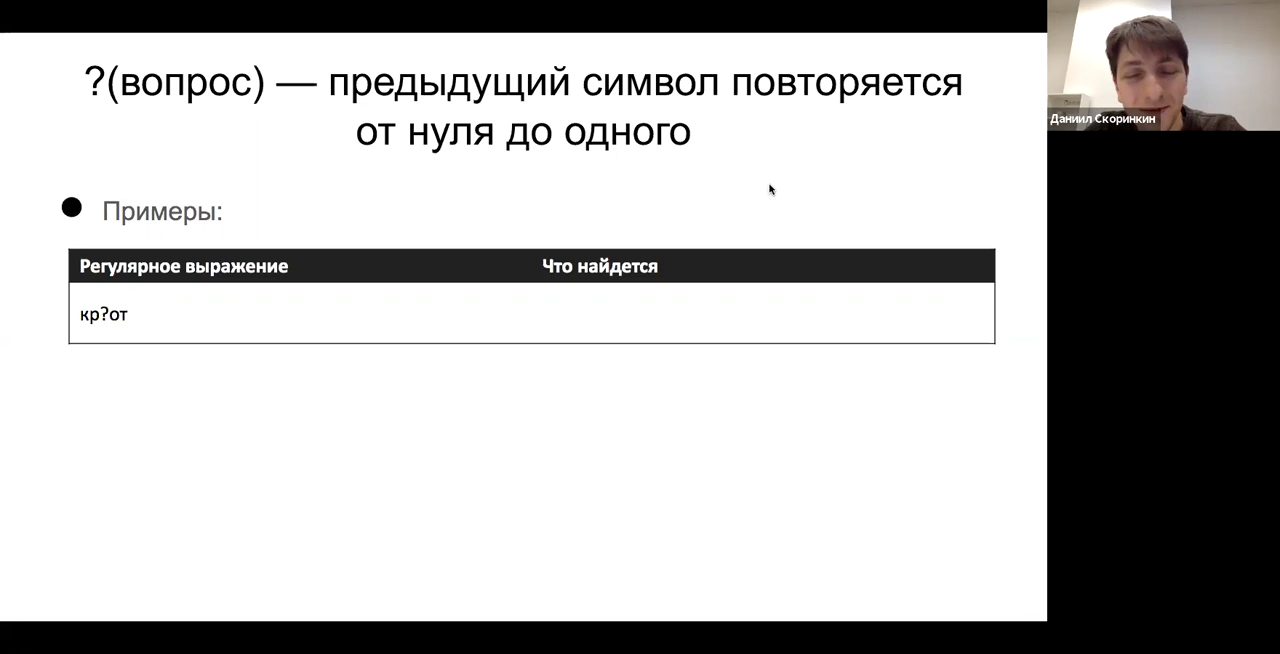 ?(вопрос) — предыдущий символ повторяется
от нуля до одного
Примеры:
Регулярное выражение Что найдется
кр?от
Даниил Скоринкин